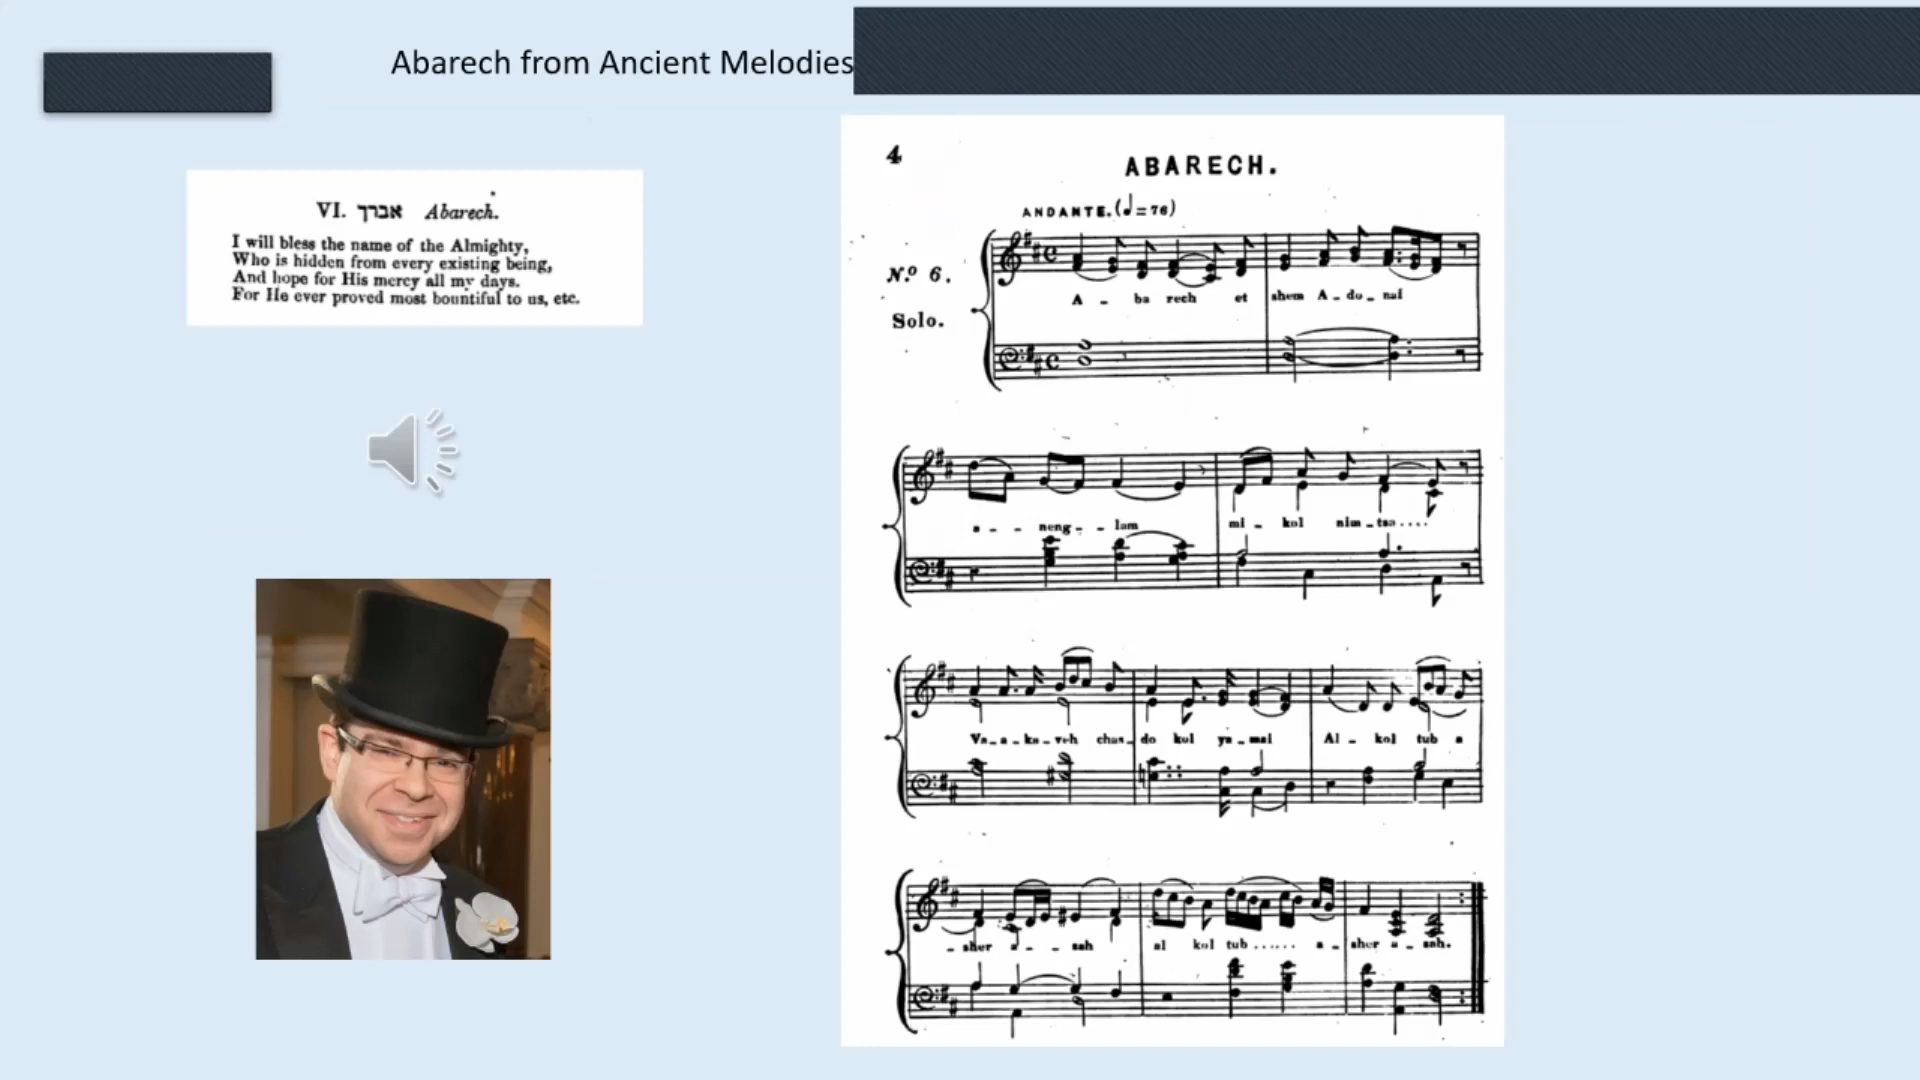 Abarech from Ancient Melodies
VI. אברך Abarech.
I will bless the name of the Almighty,
Who is hidden from every existing being,
And hope for His mercy all my days.
For He ever proved most bountiful to us, etc.
4
ABARECH.
ANDANTE. (♩=76)
Nº 6.
Solo.
A - ba rech et shem A - do - nai
a - - neng - - lam mi - kol nim - tsa....
Va - a - ka - veh chas - do kol ya - mai Al - kol tub a
- sher a - - sah al kol tub ...... a - sher a - sah.